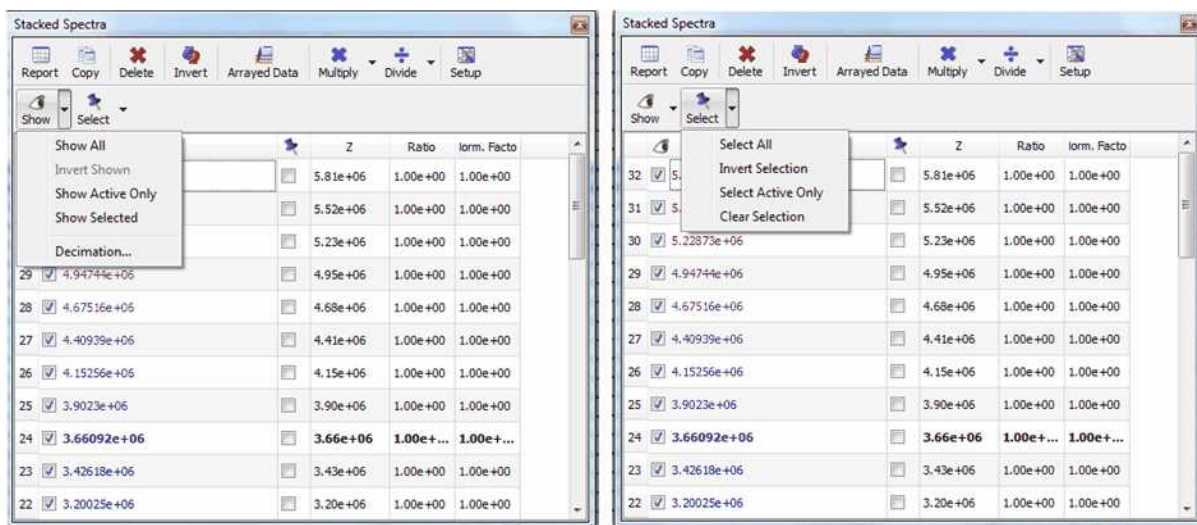 Stacked Spectra
Report Copy Delete Invert Arrayed Data Multiply Divide Setup
Show Select
Show All
Invert Shown
Show Active Only
Show Selected
Decimation...
Z Ratio lorm. Facto
5.81e+06 1.00e+00 1.00e+00
5.52e+06 1.00e+00 1.00e+00
5.23e+06 1.00e+00 1.00e+00
29 4.94744e+06 4.95e+06 1.00e+00 1.00e+00
28 4.67516e+06 4.68e+06 1.00e+00 1.00e+00
27 4.40939e+06 4.41e+06 1.00e+00 1.00e+00
26 4.15256e+06 4.15e+06 1.00e+00 1.00e+00
25 3.9023e+06 3.90e+06 1.00e+00 1.00e+00
24 3.66092e+06 3.66e+06 1.00e+... 1.00e+...
23 3.42618e+06 3.43e+06 1.00e+00 1.00e+00
22 3.20025e+06 3.20e+06 1.00e+00 1.00e+00
Stacked Spectra
Report Copy Delete Invert Arrayed Data Multiply Divide Setup
Show Select
Select All
Invert Selection
Select Active Only
Clear Selection
Z Ratio lorm. Facto
32 5. 5.81e+06 1.00e+00 1.00e+00
31 5. 5.52e+06 1.00e+00 1.00e+00
30 5.22873e+06 5.23e+06 1.00e+00 1.00e+00
29 4.94744e+06 4.95e+06 1.00e+00 1.00e+00
28 4.67516e+06 4.68e+06 1.00e+00 1.00e+00
27 4.40939e+06 4.41e+06 1.00e+00 1.00e+00
26 4.15256e+06 4.15e+06 1.00e+00 1.00e+00
25 3.9023e+06 3.90e+06 1.00e+00 1.00e+00
24 3.66092e+06 3.66e+06 1.00e+... 1.00e+...
23 3.42618e+06 3.43e+06 1.00e+00 1.00e+00
22 3.20025e+06 3.20e+06 1.00e+00 1.00e+00